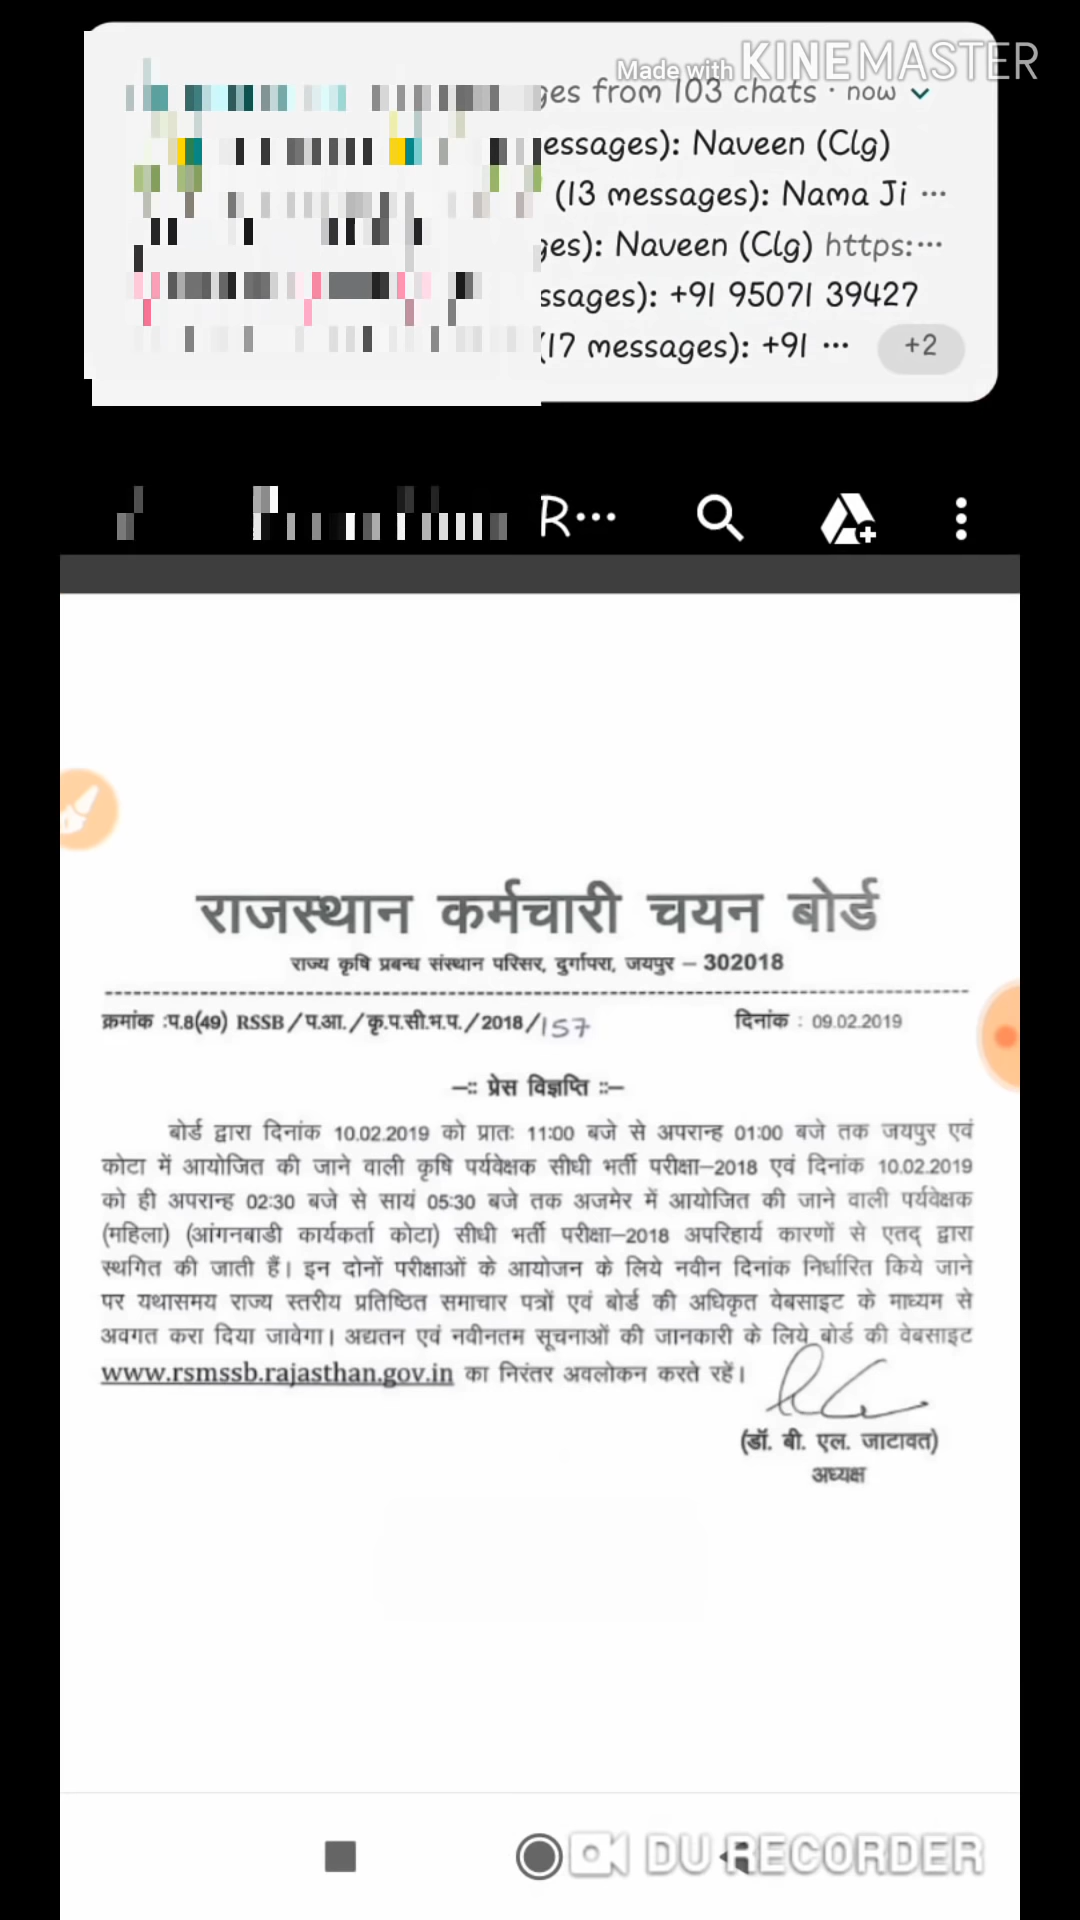 Made with KINEMASTER
ges from 103 chats · now
essages): Naveen (Clg)
(13 messages): Nama Ji ...
ges): Naveen (Clg) https:...
ssages): +91 95071 39427
(17 messages): +91 ... +2
R...
राजस्थान कर्मचारी चयन बोर्ड
राज्य कृषि प्रबन्ध संस्थान परिसर, दुर्गापुरा, जयपुर – 302018
क्रमांक :प.8(49) RSSB/प.आ./कृ.प.सी.भ.प./2018/157 दिनांक : 09.02.2019
–:: प्रेस विज्ञप्ति ::–
बोर्ड द्वारा दिनांक 10.02.2019 को प्रातः 11:00 बजे से अपरान्ह 01:00 बजे तक जयपुर एवं
कोटा में आयोजित की जाने वाली कृषि पर्यवेक्षक सीधी भर्ती परीक्षा–2018 एवं दिनांक 10.02.2019
को ही अपरान्ह 02:30 बजे से सायं 05:30 बजे तक अजमेर में आयोजित की जाने वाली पर्यवेक्षक
(महिला) (आंगनबाडी कार्यकर्ता कोटा) सीधी भर्ती परीक्षा–2018 अपरिहार्य कारणों से एतद् द्वारा
स्थगित की जाती हैं। इन दोनों परीक्षाओं के आयोजन के लिये नवीन दिनांक निर्धारित किये जाने
पर यथासमय राज्य स्तरीय प्रतिष्ठित समाचार पत्रों एवं बोर्ड की अधिकृत वेबसाइट के माध्यम से
अवगत करा दिया जावेगा। अद्यतन एवं नवीनतम सूचनाओं की जानकारी के लिये बोर्ड की वेबसाइट
www.rsmssb.rajasthan.gov.in का निरंतर अवलोकन करते रहें।
(डॉ. बी. एल. जाटावत)
अध्यक्ष
DU RECORDER